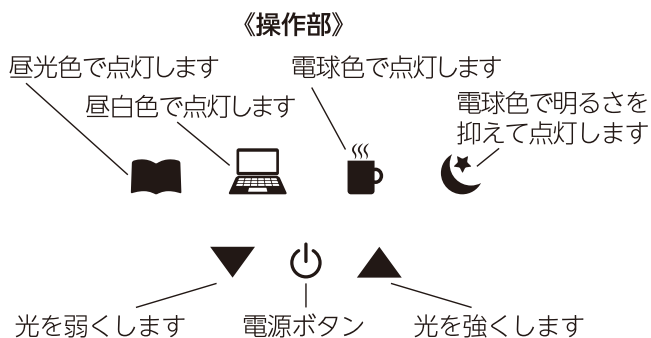 《操作部》
昼光色で点灯します
電球色で点灯します
昼白色で点灯します
電球色で明るさを
抑えて点灯します
光を弱くします
電源ボタン
光を強くします